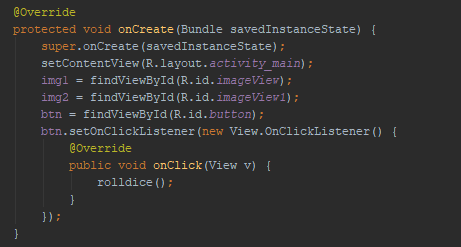 @Override
protected void onCreate(Bundle savedInstanceState) {
    super.onCreate(savedInstanceState);
    setContentView(R.layout.activity_main);
    img1 = findViewById(R.id.imageView);
    img2 = findViewById(R.id.imageView1);
    btn = findViewById(R.id.button);
    btn.setOnClickListener(new View.OnClickListener() {
        @Override
        public void onClick(View v) {
            rolldice();
        }
    });
}